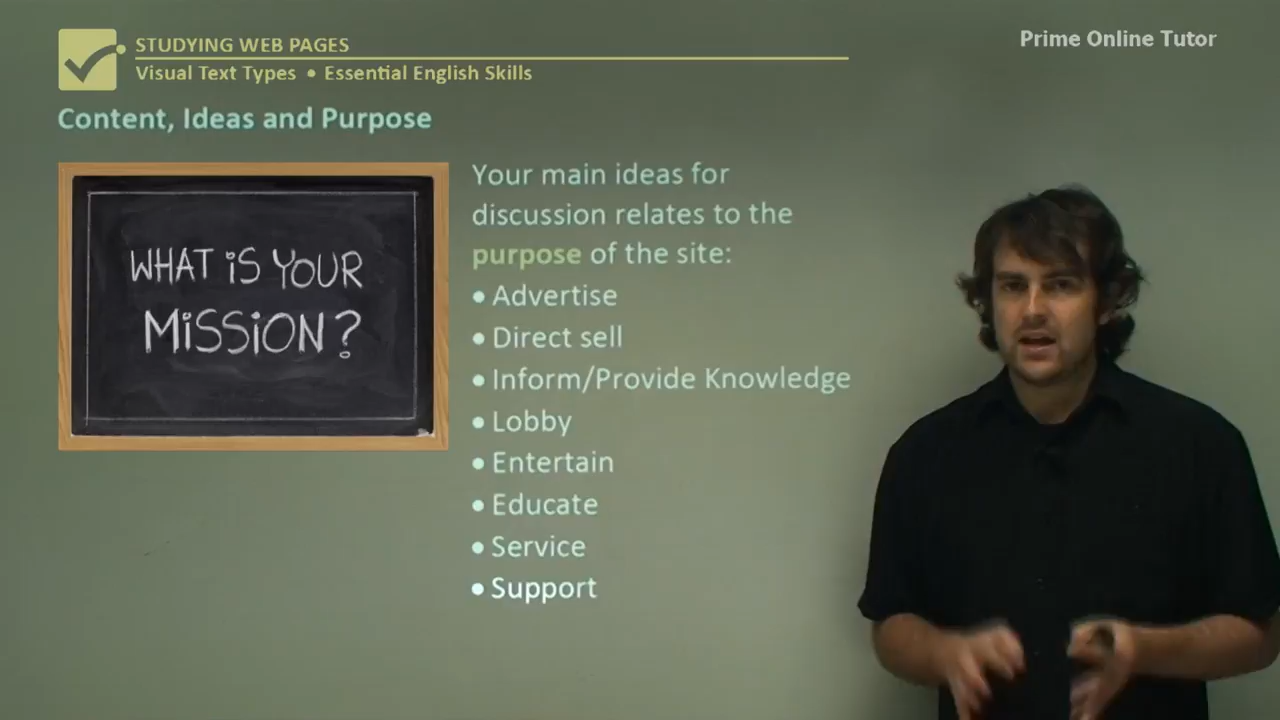 STUDYING WEB PAGES
Visual Text Types • Essential English Skills
Prime Online Tutor
Content, Ideas and Purpose
WHAT iS YOUR
MiSSiON?
Your main ideas for
discussion relates to the
purpose of the site:
• Advertise
• Direct sell
• Inform/Provide Knowledge
• Lobby
• Entertain
• Educate
• Service
• Support